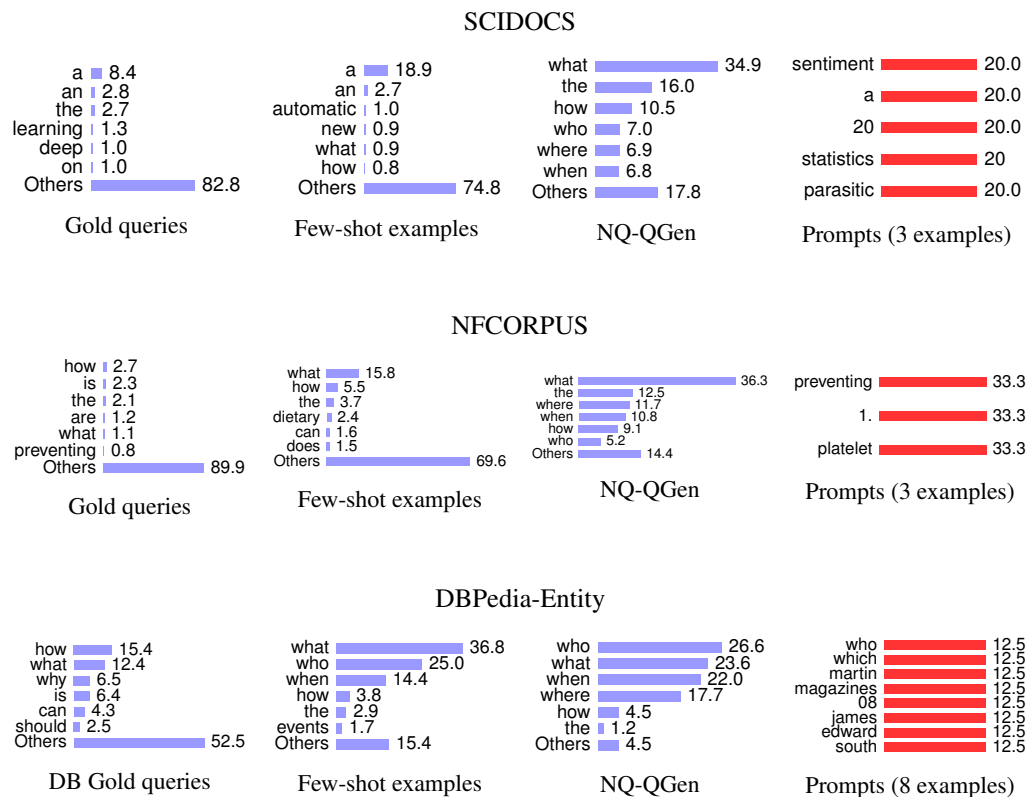 SCIDOCS
a 8.4
an 2.8
the 2.7
learning 1.3
deep 1.0
on 1.0
Others 82.8
Gold queries
a 18.9
an 2.7
automatic 1.0
new 0.9
what 0.9
how 0.8
Others 74.8
Few-shot examples
what 34.9
the 16.0
how 10.5
who 7.0
where 6.9
when 6.8
Others 17.8
NQ-QGen
sentiment 20.0
a 20.0
20 20.0
statistics 20
parasitic 20.0
Prompts (3 examples)
NFCORPUS
how 2.7
is 2.3
the 2.1
are 1.2
what 1.1
preventing 0.8
Others 89.9
Gold queries
what 15.8
how 5.5
the 3.7
dietary 2.4
can 1.6
does 1.5
Others 69.6
Few-shot examples
what 36.3
the 12.5
where 11.7
when 10.8
how 9.1
who 5.2
Others 14.4
NQ-QGen
preventing 33.3
1. 33.3
platelet 33.3
Prompts (3 examples)
DBPedia-Entity
how 15.4
what 12.4
why 6.5
is 6.4
can 4.3
should 2.5
Others 52.5
DB Gold queries
what 36.8
who 25.0
when 14.4
how 3.8
the 2.9
events 1.7
Others 15.4
Few-shot examples
who 26.6
what 23.6
when 22.0
where 17.7
how 4.5
the 1.2
Others 4.5
NQ-QGen
who 12.5
which 12.5
martin 12.5
magazines 12.5
08 12.5
james 12.5
edward 12.5
south 12.5
Prompts (8 examples)